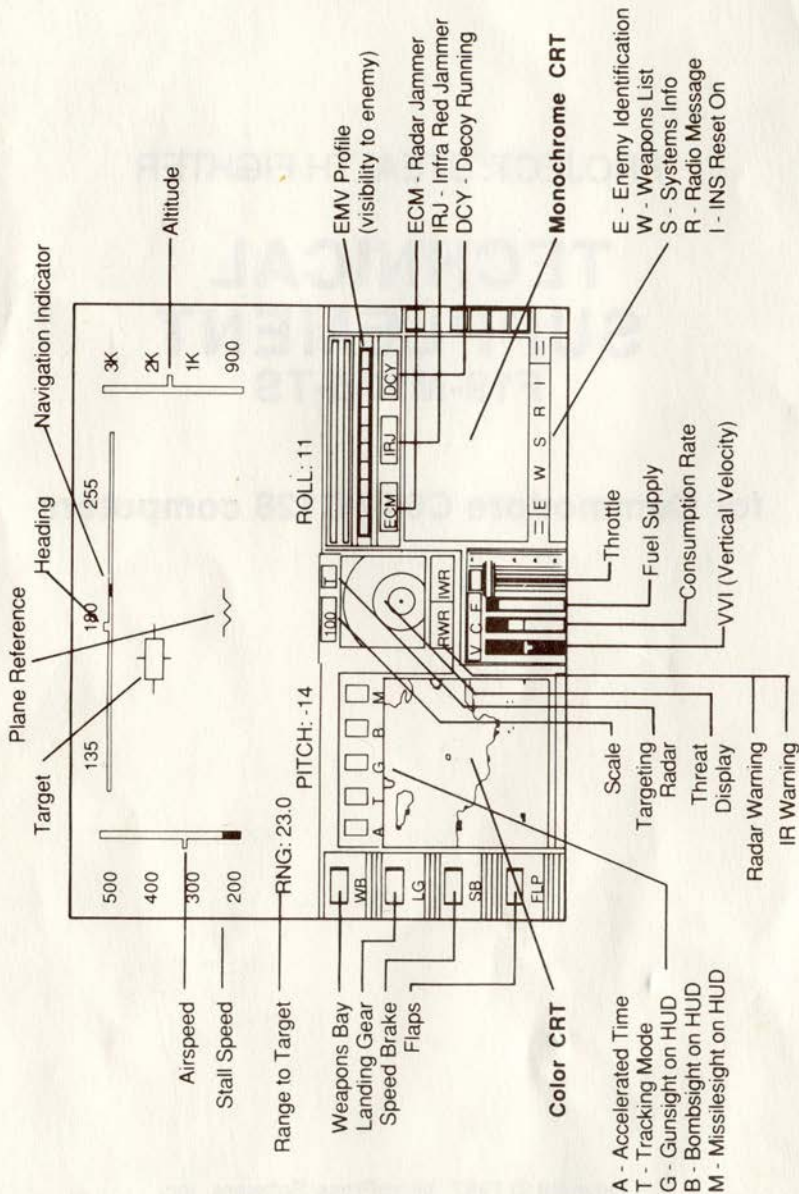 Plane Reference
Target
Heading
Navigation Indicator
135
190
255
500
400
300
200
3K
2K
1K
900
Airspeed
Stall Speed
Altitude
Range to Target
RNG: 23.0
PITCH: -14
ROLL: 11
Weapons Bay
Landing Gear
Speed Brake
Flaps
WB
LG
SB
FLP
A T G B M
100 T
RWR IWR
V C F
ECM IRJ DCY
E W S R I
EMV Profile
(visibility to enemy)
ECM - Radar Jammer
IRJ - Infra Red Jammer
DCY - Decoy Running
Color CRT
Monochrome CRT
A - Accelerated Time
T - Tracking Mode
G - Gunsight on HUD
B - Bombsight on HUD
M - Missilesight on HUD
Scale
Targeting
Radar
Threat
Display
Radar Warning
IR Warning
Throttle
Fuel Supply
Consumption Rate
VVI (Vertical Velocity)
E - Enemy Identification
W - Weapons List
S - Systems Info
R - Radio Message
I - INS Reset On